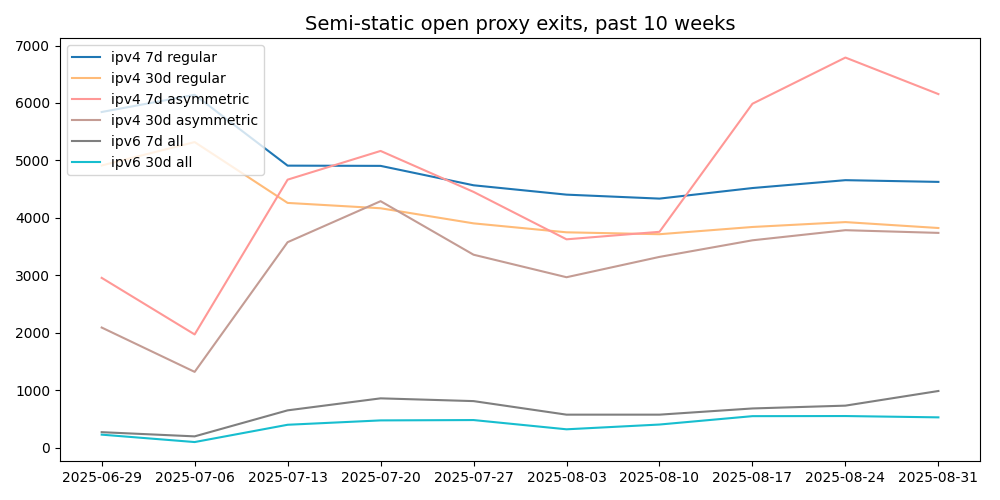 Semi-static open proxy exits, past 10 weeks
7000
6000
5000
4000
3000
2000
1000
0
ipv4 7d regular
ipv4 30d regular
ipv4 7d asymmetric
ipv4 30d asymmetric
ipv6 7d all
ipv6 30d all
2025-06-29 2025-07-06 2025-07-13 2025-07-20 2025-07-27 2025-08-03 2025-08-10 2025-08-17 2025-08-24 2025-08-31